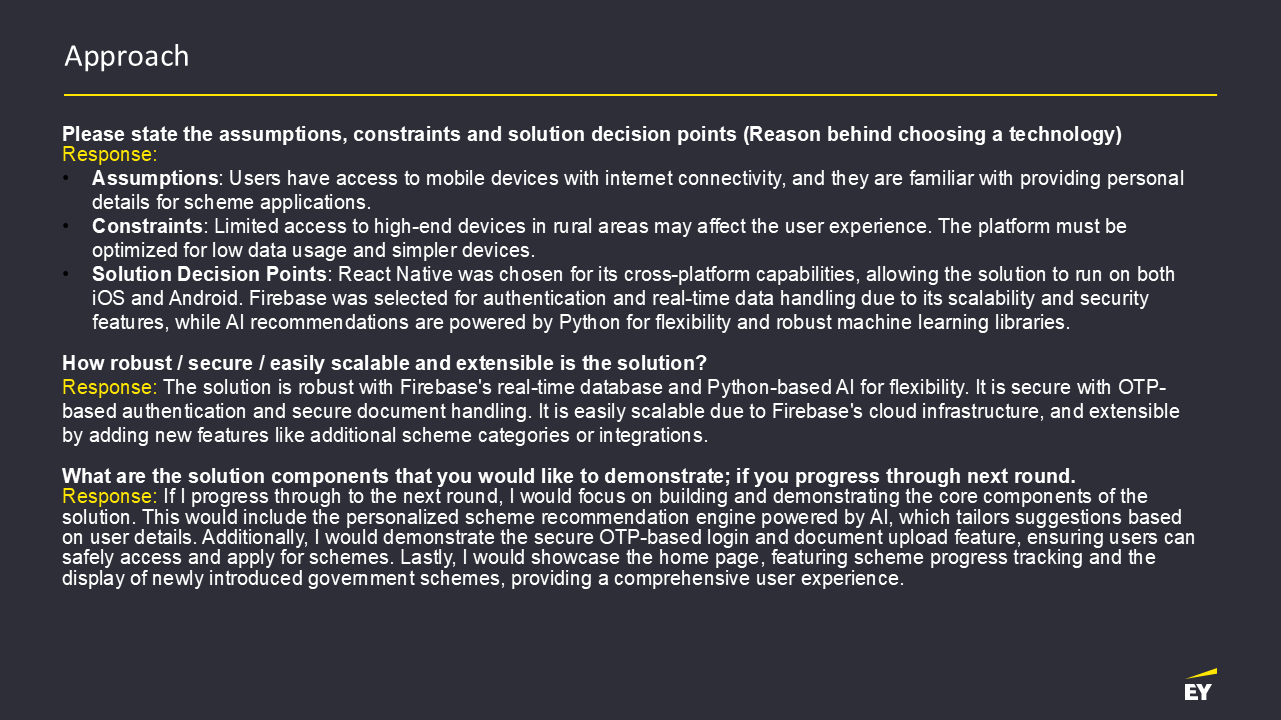 Approach
Please state the assumptions, constraints and solution decision points (Reason behind choosing a technology)
Response:
• Assumptions: Users have access to mobile devices with internet connectivity, and they are familiar with providing personal
details for scheme applications.
• Constraints: Limited access to high-end devices in rural areas may affect the user experience. The platform must be
optimized for low data usage and simpler devices.
• Solution Decision Points: React Native was chosen for its cross-platform capabilities, allowing the solution to run on both
iOS and Android. Firebase was selected for authentication and real-time data handling due to its scalability and security
features, while AI recommendations are powered by Python for flexibility and robust machine learning libraries.
How robust / secure / easily scalable and extensible is the solution?
Response: The solution is robust with Firebase's real-time database and Python-based AI for flexibility. It is secure with OTP-
based authentication and secure document handling. It is easily scalable due to Firebase's cloud infrastructure, and extensible
by adding new features like additional scheme categories or integrations.
What are the solution components that you would like to demonstrate; if you progress through next round.
Response: If I progress through to the next round, I would focus on building and demonstrating the core components of the
solution. This would include the personalized scheme recommendation engine powered by AI, which tailors suggestions based
on user details. Additionally, I would demonstrate the secure OTP-based login and document upload feature, ensuring users can
safely access and apply for schemes. Lastly, I would showcase the home page, featuring scheme progress tracking and the
display of newly introduced government schemes, providing a comprehensive user experience.
EY